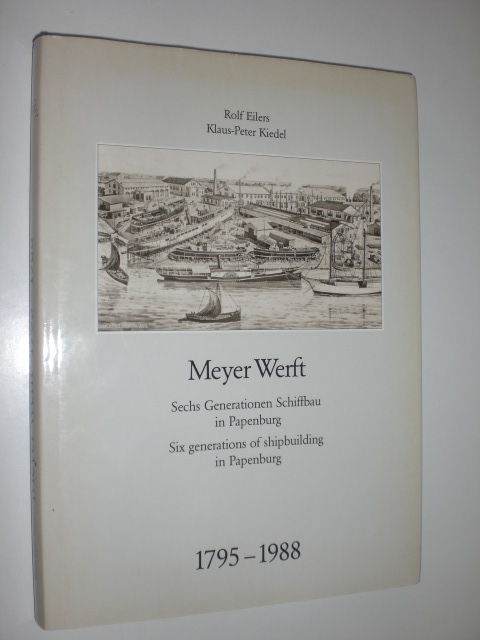 Rolf Eilers
Klaus-Peter Kiedel
Meyer Werft
Sechs Generationen Schiffbau
in Papenburg
Six generations of shipbuilding
in Papenburg
1795 – 1988